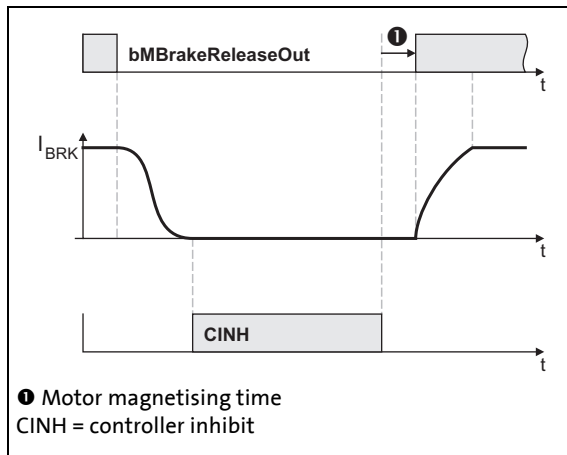 ❶
bMBrakeReleaseOut
t
I BRK
t
CINH
t
❶ Motor magnetising time
CINH = controller inhibit